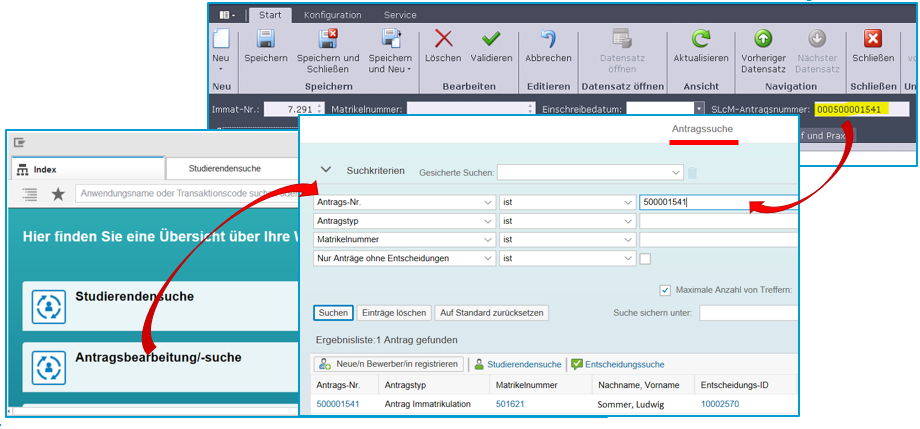 Start Konfiguration Service
Neu Speichern Speichern und Schließen Speichern und Neu Löschen Validieren Abbrechen Datensatz öffnen Aktualisieren Vorheriger Datensatz Nächster Datensatz Schließen
Neu Speichern Bearbeiten Editieren Datensatz öffnen Ansicht Navigation Schließen
Immat-Nr.: 7.291 Matrikelnummer: Einschreibedatum: SLcM-Antragsnummer: 000500001541
f und Prax
Index Studierendensuche
Anwendungsname oder Transaktionscode suchen
Hier finden Sie eine Übersicht über Ihre W
Studierendensuche
Antragsbearbeitung/-suche
Antragssuche
Suchkriterien Gesicherte Suchen:
Antrags-Nr. ist 500001541
Antragstyp ist
Matrikelnummer ist
Nur Anträge ohne Entscheidungen ist
Maximale Anzahl von Treffern:
Suchen Einträge löschen Auf Standard zurücksetzen Suche sichern unter:
Ergebnisliste:1 Antrag gefunden
Neue/n Bewerber/in registrieren Studierendensuche Entscheidungssuche
Antrags-Nr. Antragstyp Matrikelnummer Nachname, Vorname Entscheidungs-ID
500001541 Antrag Immatrikulation 501621 Sommer, Ludwig 10002570